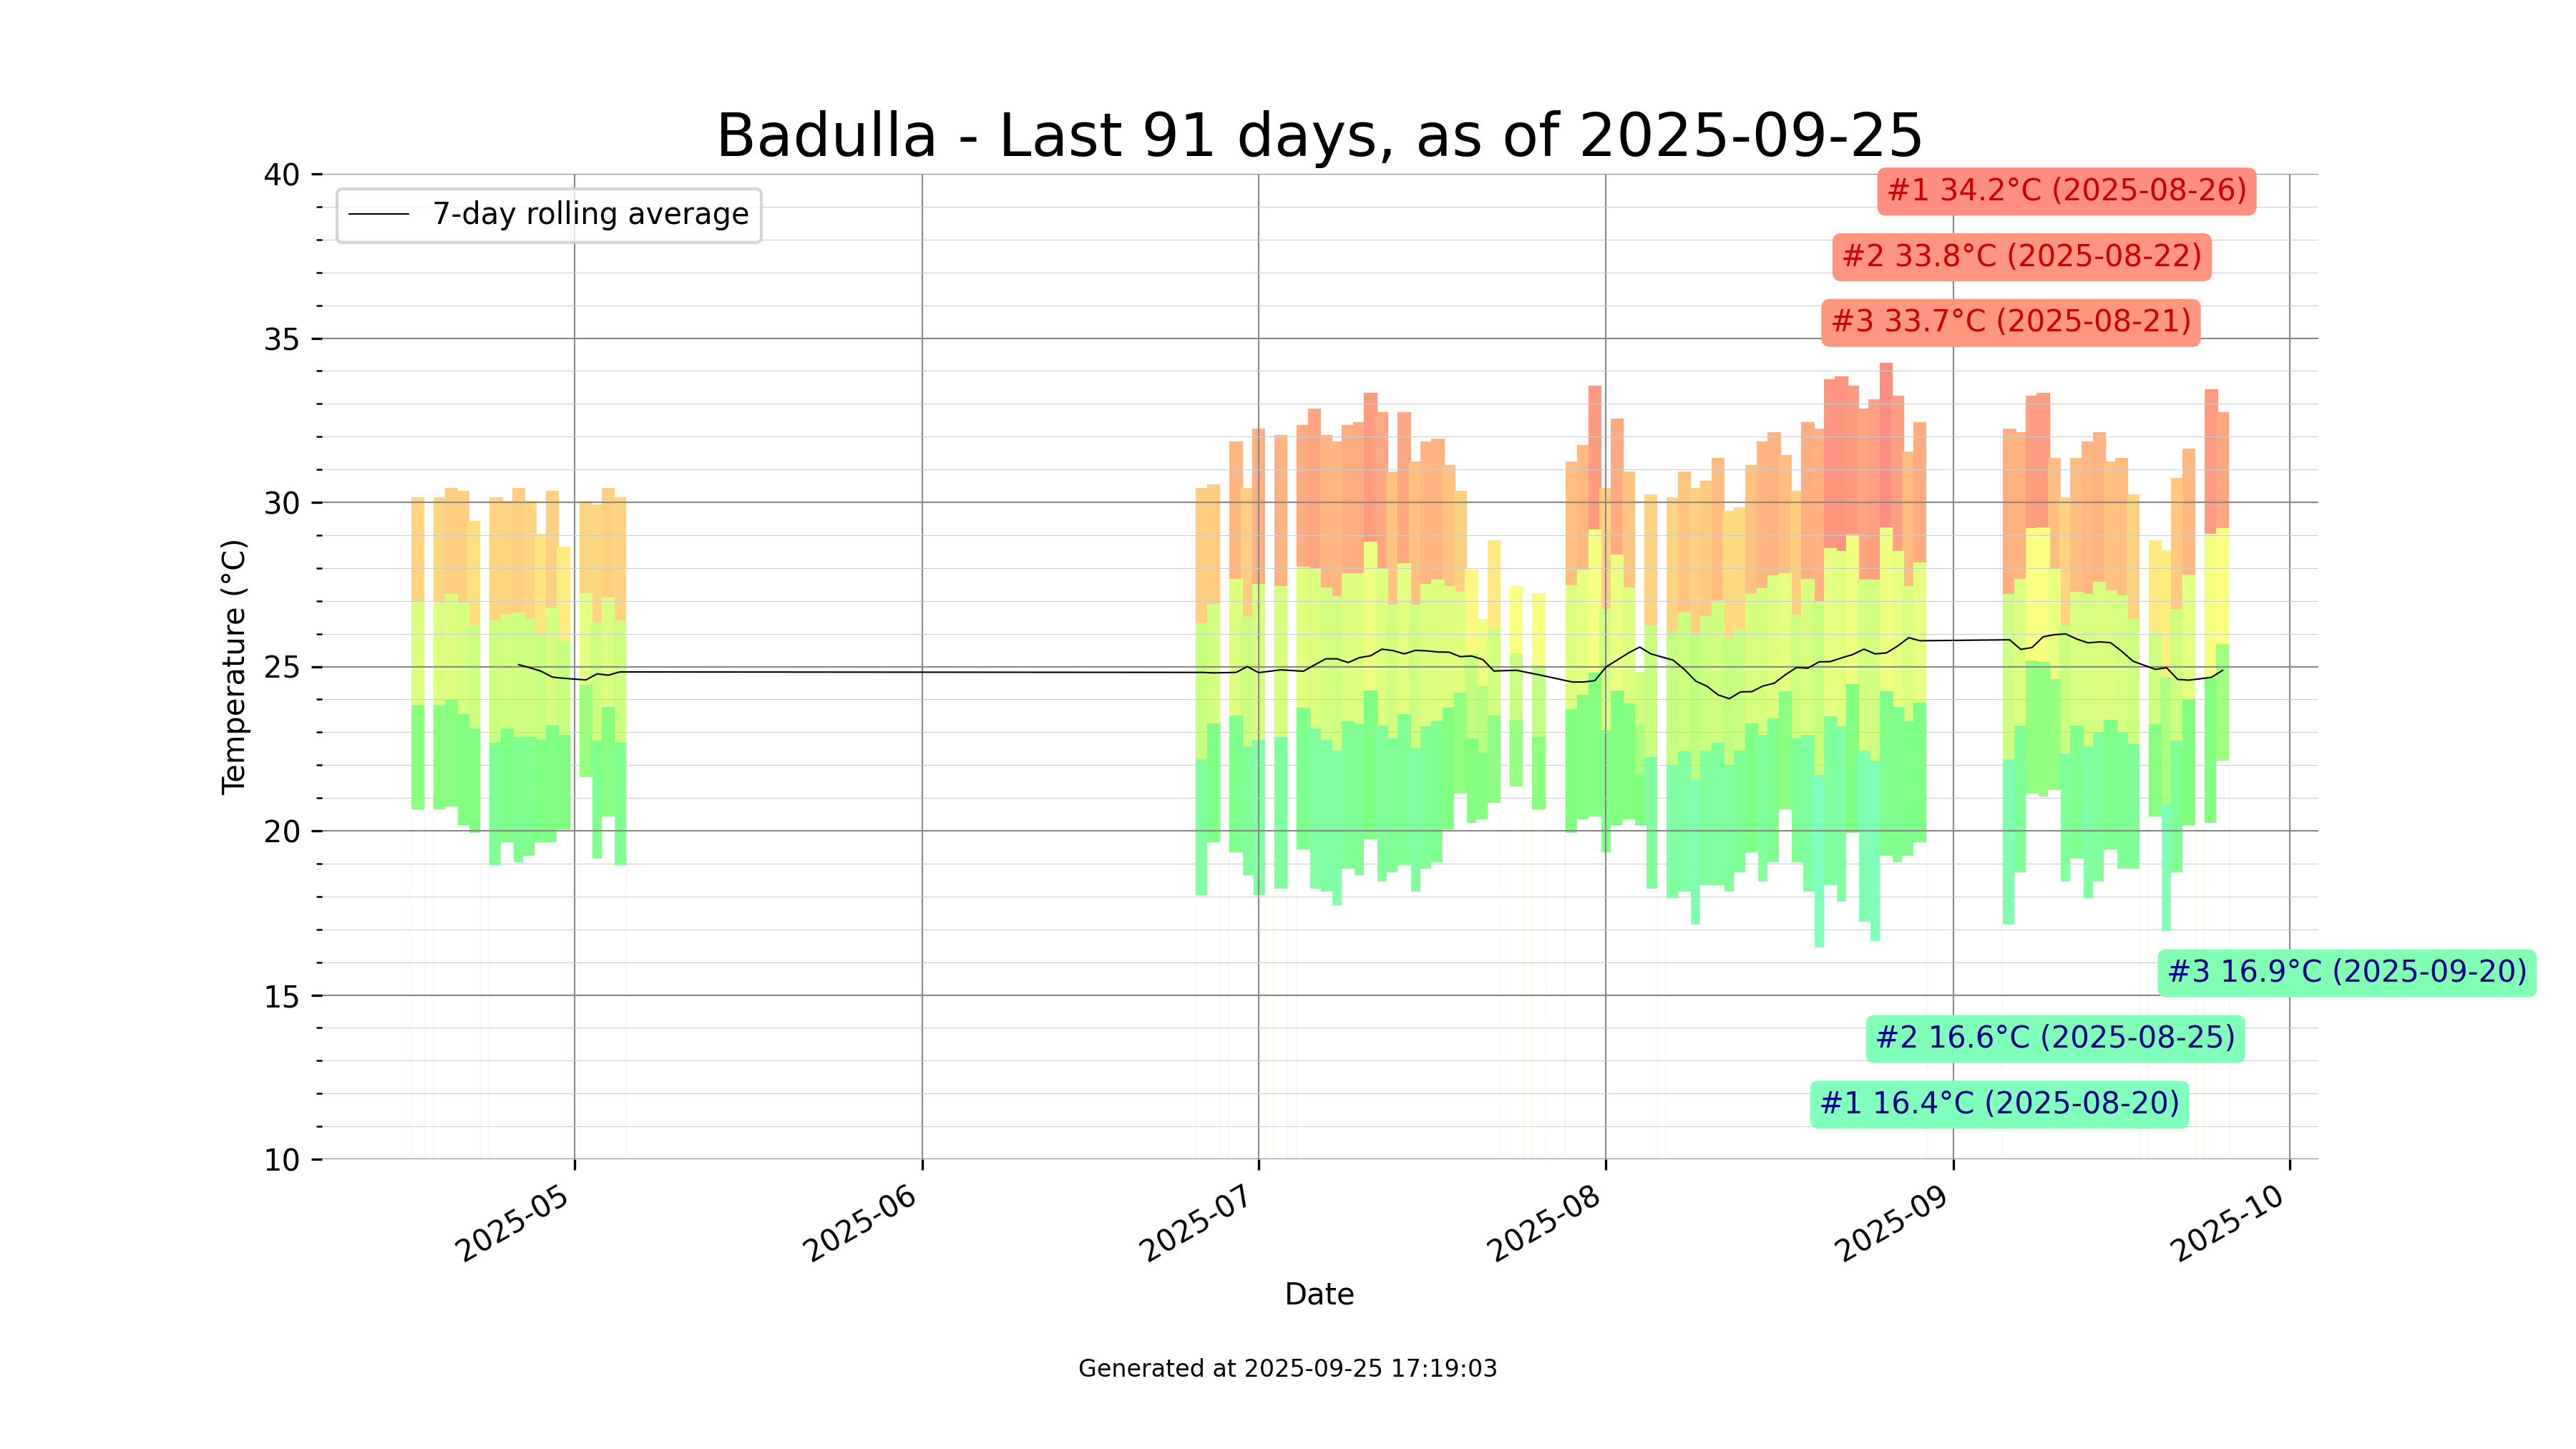 Badulla - Last 91 days, as of 2025-09-25
40
35
30
25
20
15
10
Temperature (°C)
7-day rolling average
#1 34.2°C (2025-08-26)
#2 33.8°C (2025-08-22)
#3 33.7°C (2025-08-21)
#3 16.9°C (2025-09-20)
#2 16.6°C (2025-08-25)
#1 16.4°C (2025-08-20)
2025-05
2025-06
2025-07
2025-08
2025-09
2025-10
Date
Generated at 2025-09-25 17:19:03